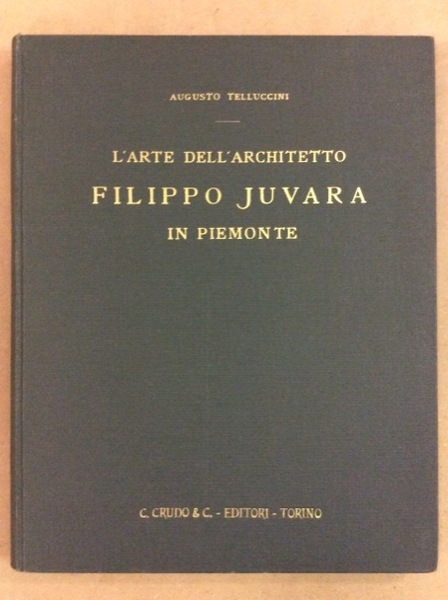 AUGUSTO TELLUCCINI
L'ARTE DELL'ARCHITETTO
FILIPPO JUVARA
IN PIEMONTE
C. CRUDO & C. - EDITORI - TORINO